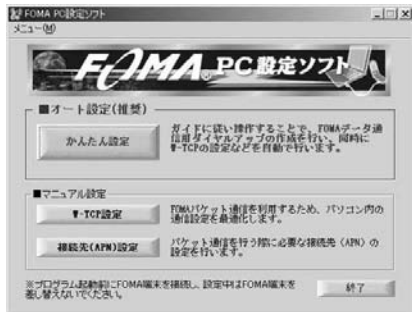 FOMA PC設定ソフト
メニュー(M)
FOMA PC設定ソフト
■オート設定(推奨)
かんたん設定
ガイドに従い操作することで、FOMAデータ通
信用ダイヤルアップの作成を行い、同時に
W-TCPの設定などを自動で行います。
■マニュアル設定
W-TCP設定
FOMAパケット通信を利用するため、パソコン内の
通信設定を最適化します。
接続先(APN)設定
パケット通信を行う際に必要な接続先(APN)の
設定を行います。
※プログラム起動前にFOMA端末を接続し、設定中はFOMA端末を
差し替えないでください。
終了